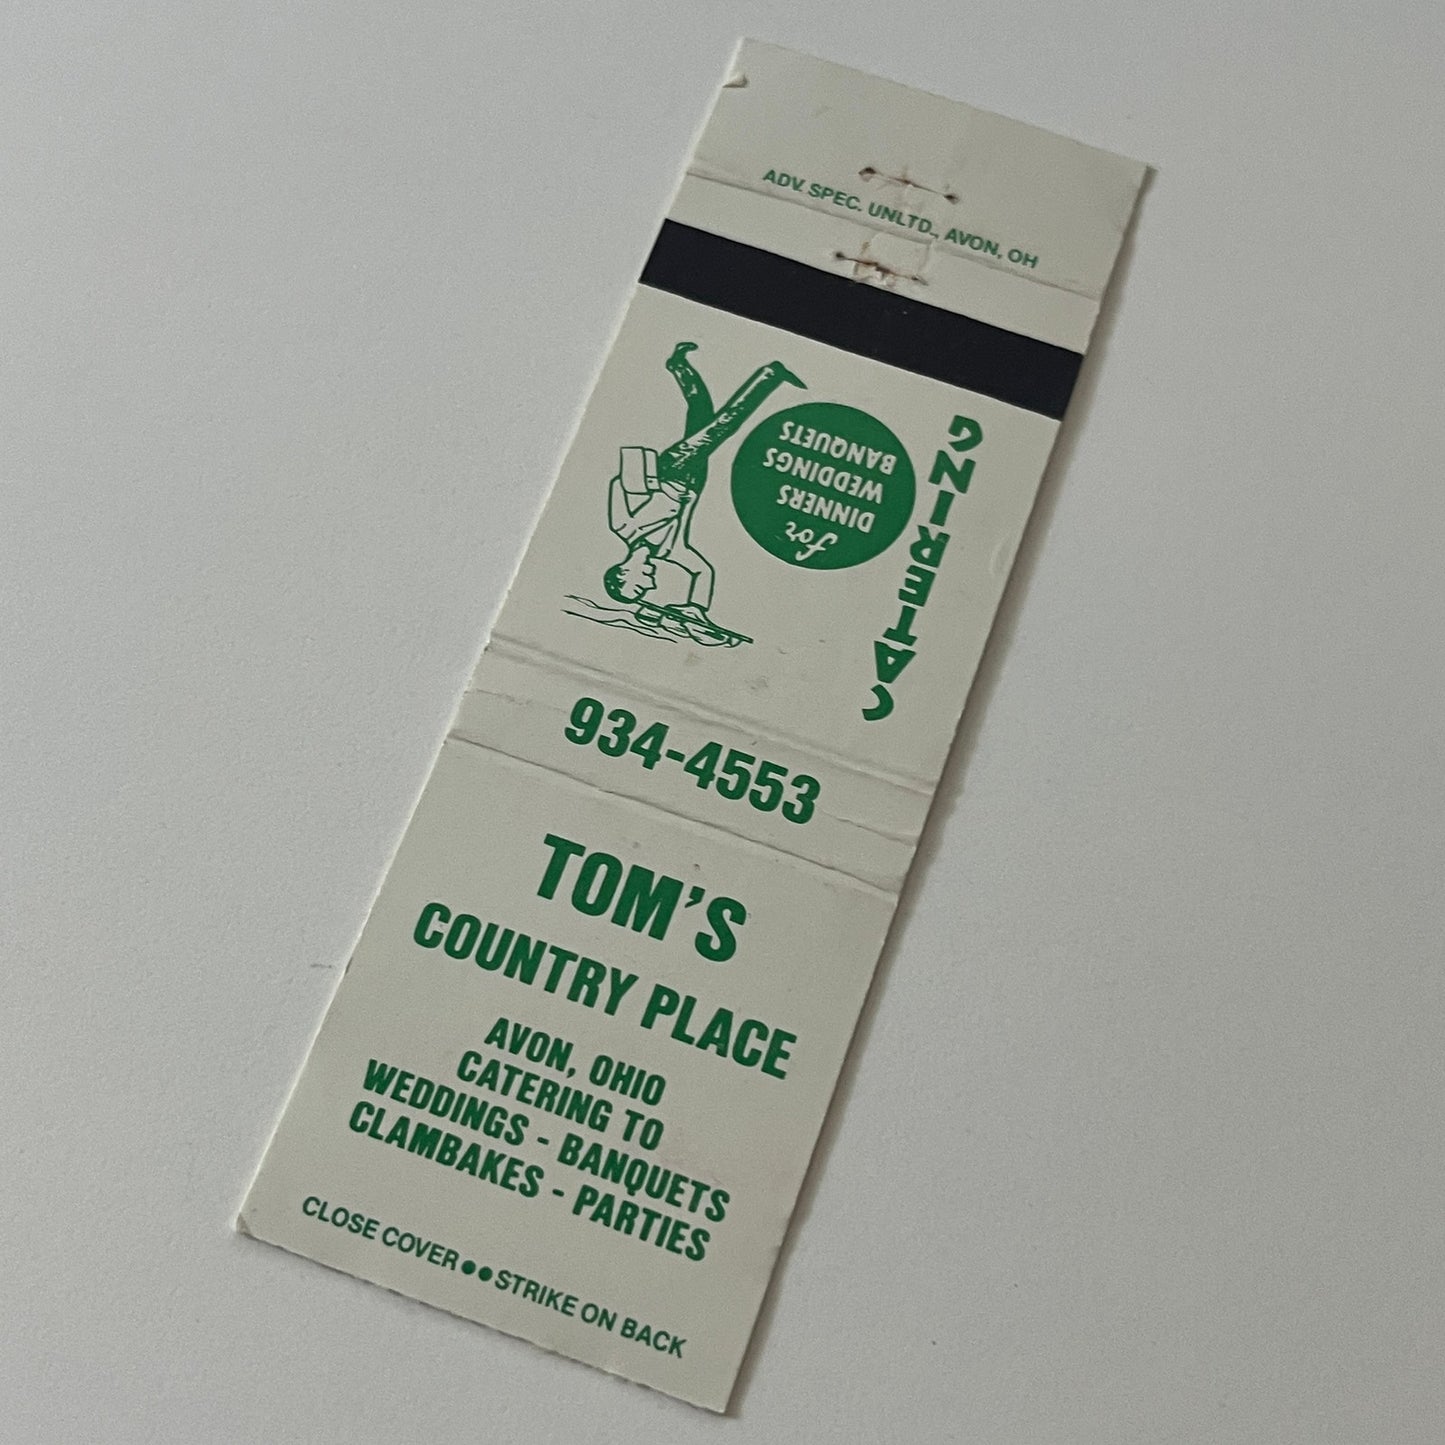 ADV. SPEC. UNLTD., AVON, OH
CATERING
for
DINNERS
WEDDINGS
BANQUETS
934-4553
TOM'S
COUNTRY PLACE
AVON, OHIO
CATERING TO
WEDDINGS - BANQUETS
CLAMBAKES - PARTIES
CLOSE COVER ●● STRIKE ON BACK